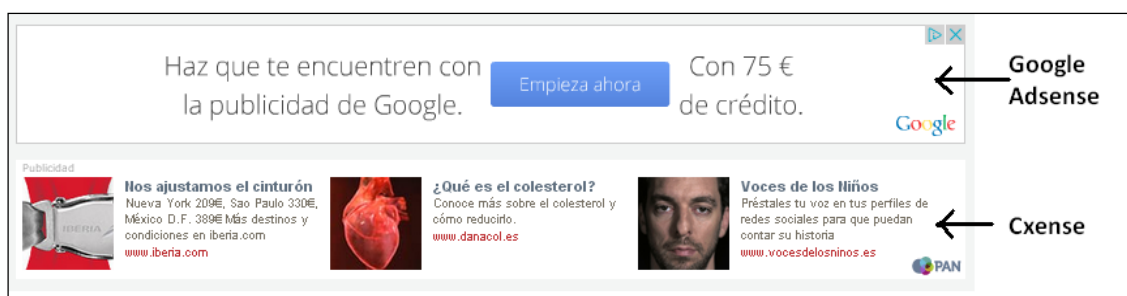 Haz que te encuentren con
la publicidad de Google.
Empieza ahora
Con 75 €
de crédito.
Google
Google
Adsense
Publicidad
IBERIA
Nos ajustamos el cinturón
Nueva York 209€, Sao Paulo 330€,
México D.F. 389€ Más destinos y
condiciones en iberia.com
www.iberia.com
¿Qué es el colesterol?
Conoce más sobre el colesterol y
cómo reducirlo.
www.danacol.es
Voces de los Niños
Préstales tu voz en tus perfiles de
redes sociales para que puedan
contar su historia
www.vocesdelosninos.es
PAN
Cxense